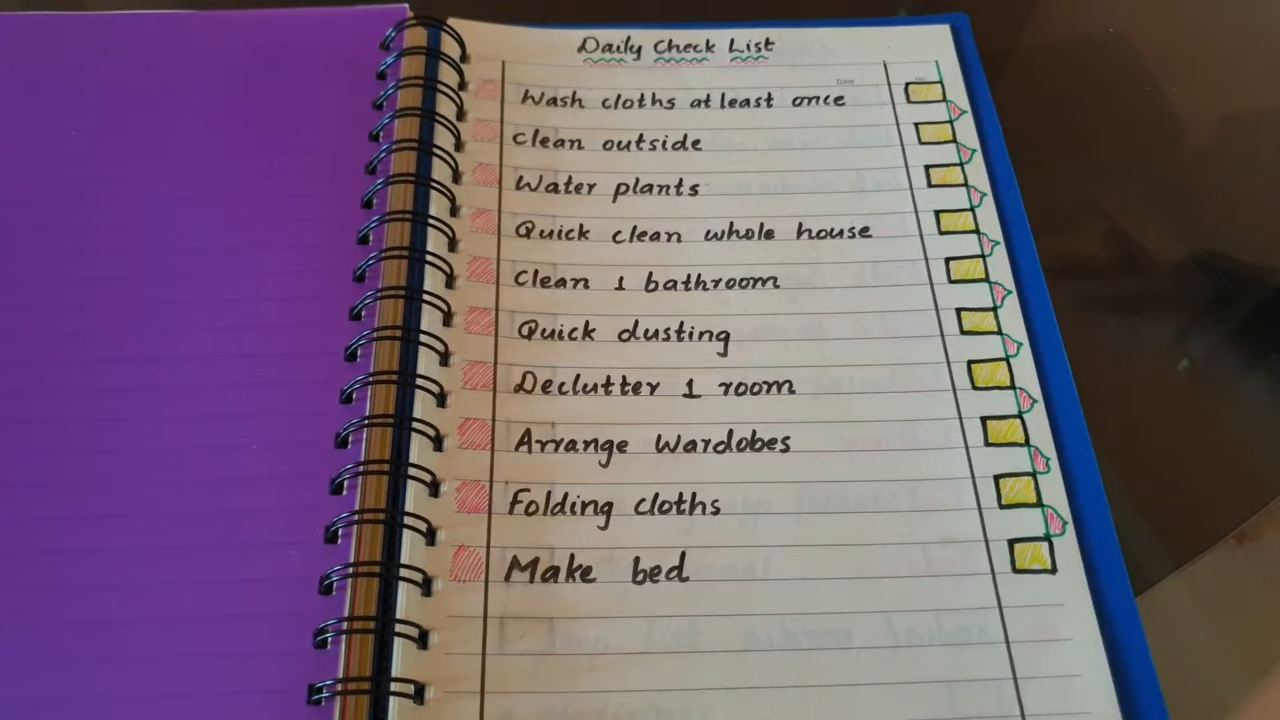 Daily Check List
Date
No.
Wash cloths at least once
Clean outside
Water plants
Quick clean whole house
Clean 1 bathroom
Quick dusting
Declutter 1 room
Arrange Wardobes
Folding cloths
Make bed